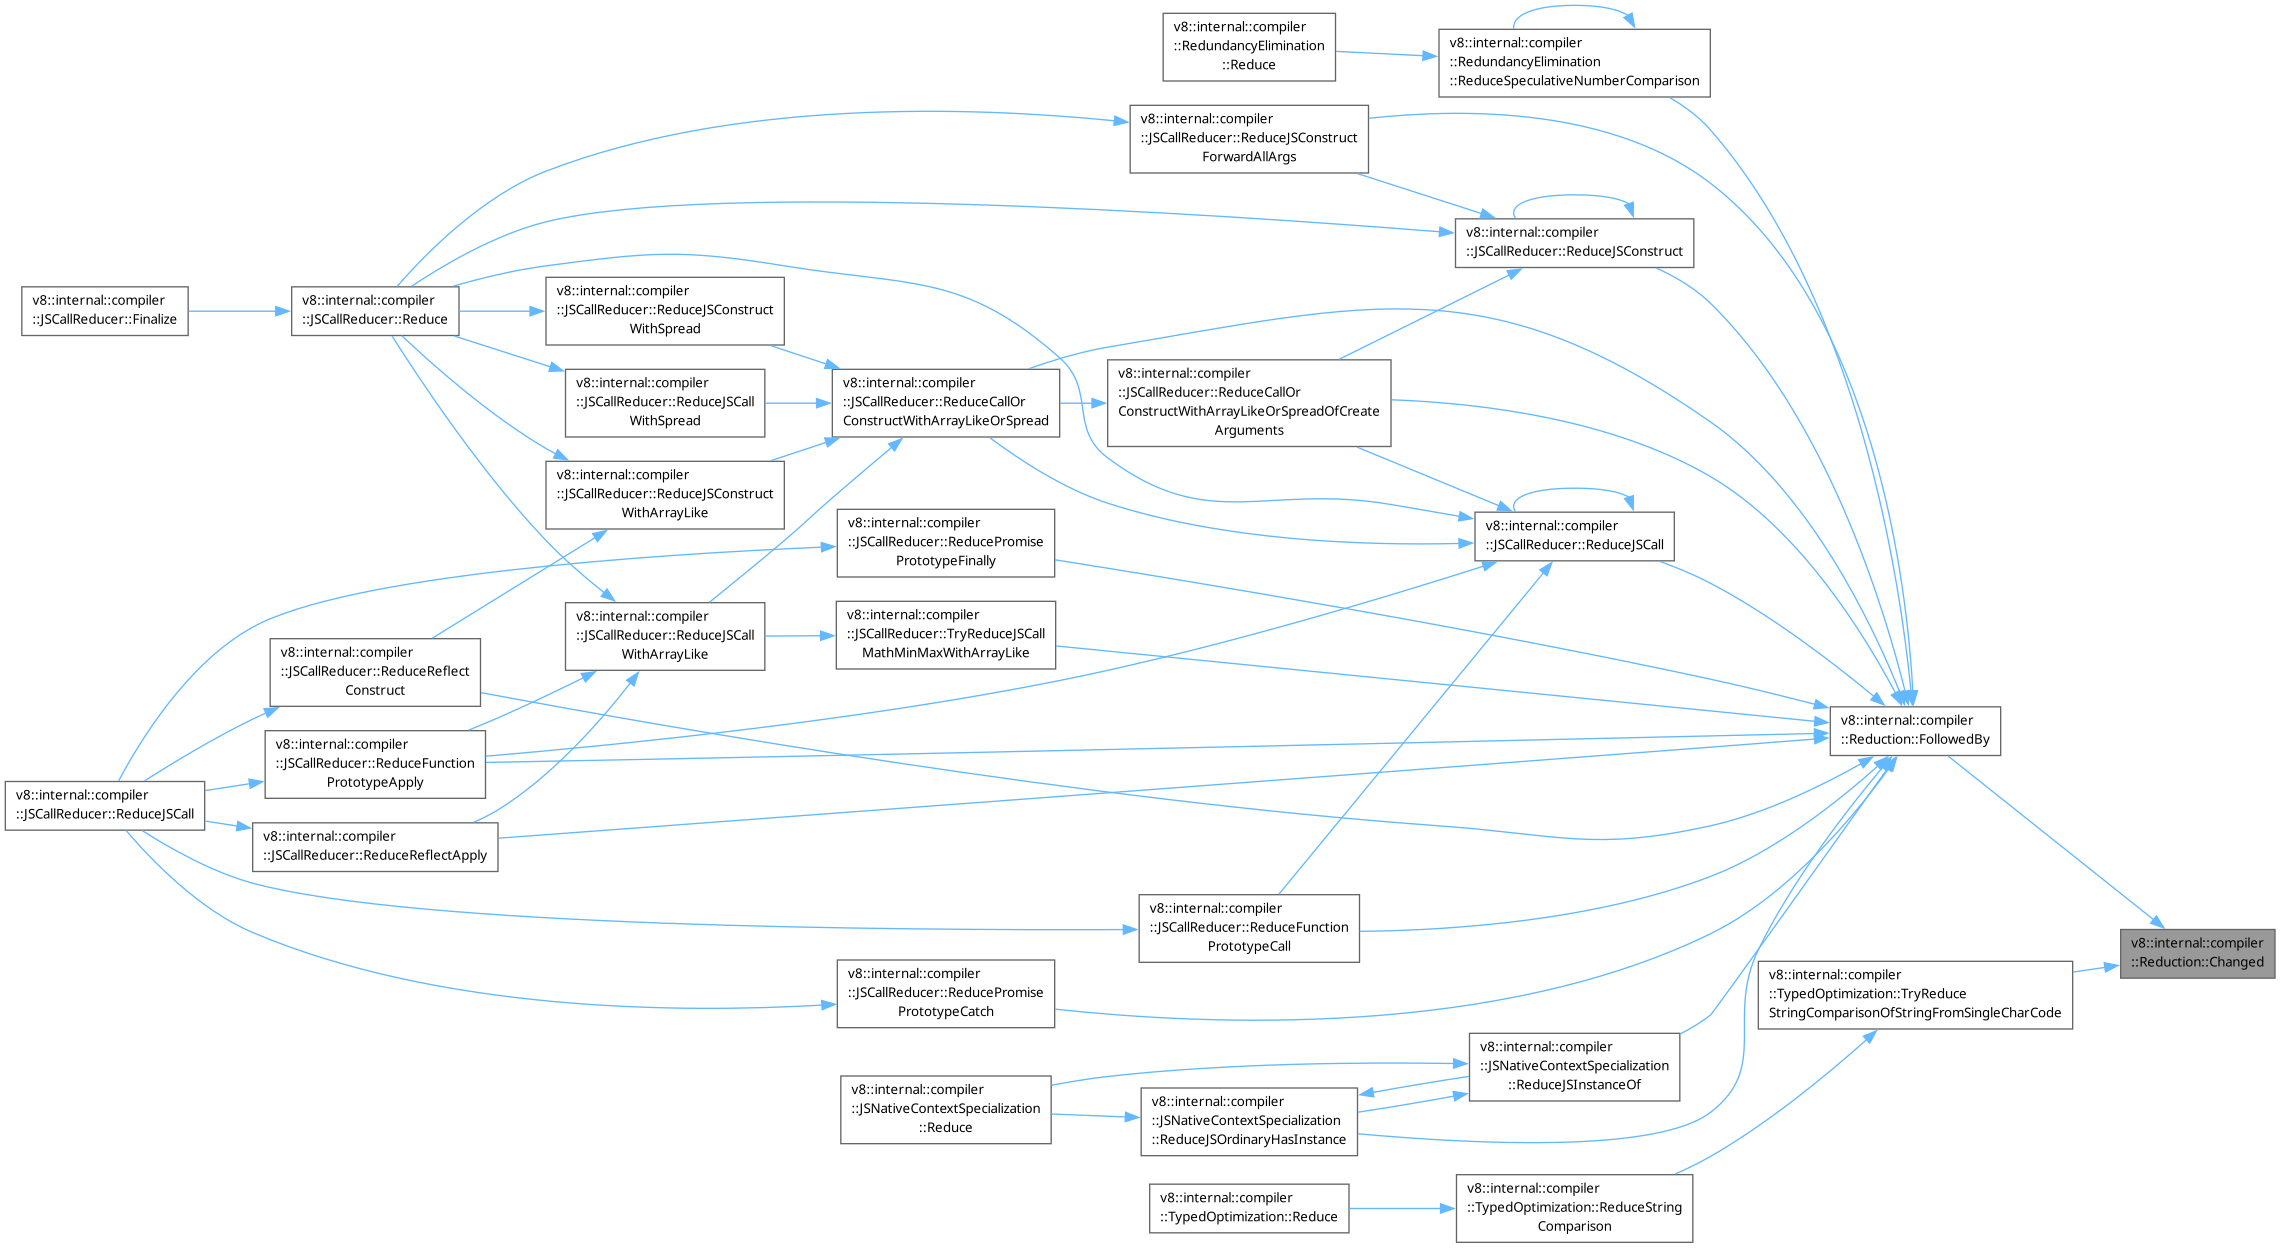 v8::internal::compiler
::RedundancyElimination
::Reduce
v8::internal::compiler
::RedundancyElimination
::ReduceSpeculativeNumberComparison
v8::internal::compiler
::JSCallReducer::ReduceJSConstruct
ForwardAllArgs
v8::internal::compiler
::JSCallReducer::ReduceJSConstruct
v8::internal::compiler
::JSCallReducer::Finalize
v8::internal::compiler
::JSCallReducer::Reduce
v8::internal::compiler
::JSCallReducer::ReduceJSConstruct
WithSpread
v8::internal::compiler
::JSCallReducer::ReduceJSCall
WithSpread
v8::internal::compiler
::JSCallReducer::ReduceCallOr
ConstructWithArrayLikeOrSpread
v8::internal::compiler
::JSCallReducer::ReduceCallOr
ConstructWithArrayLikeOrSpreadOfCreate
Arguments
v8::internal::compiler
::JSCallReducer::ReduceJSConstruct
WithArrayLike
v8::internal::compiler
::JSCallReducer::ReducePromise
PrototypeFinally
v8::internal::compiler
::JSCallReducer::ReduceJSCall
v8::internal::compiler
::JSCallReducer::ReduceJSCall
WithArrayLike
v8::internal::compiler
::JSCallReducer::TryReduceJSCall
MathMinMaxWithArrayLike
v8::internal::compiler
::JSCallReducer::ReduceReflect
Construct
v8::internal::compiler
::Reduction::FollowedBy
v8::internal::compiler
::JSCallReducer::ReduceFunction
PrototypeApply
v8::internal::compiler
::JSCallReducer::ReduceJSCall
v8::internal::compiler
::JSCallReducer::ReduceReflectApply
v8::internal::compiler
::JSCallReducer::ReduceFunction
PrototypeCall
v8::internal::compiler
::Reduction::Changed
v8::internal::compiler
::JSCallReducer::ReducePromise
PrototypeCatch
v8::internal::compiler
::TypedOptimization::TryReduce
StringComparisonOfStringFromSingleCharCode
v8::internal::compiler
::JSNativeContextSpecialization
::ReduceJSInstanceOf
v8::internal::compiler
::JSNativeContextSpecialization
::Reduce
v8::internal::compiler
::JSNativeContextSpecialization
::ReduceJSOrdinaryHasInstance
v8::internal::compiler
::TypedOptimization::Reduce
v8::internal::compiler
::TypedOptimization::ReduceString
Comparison